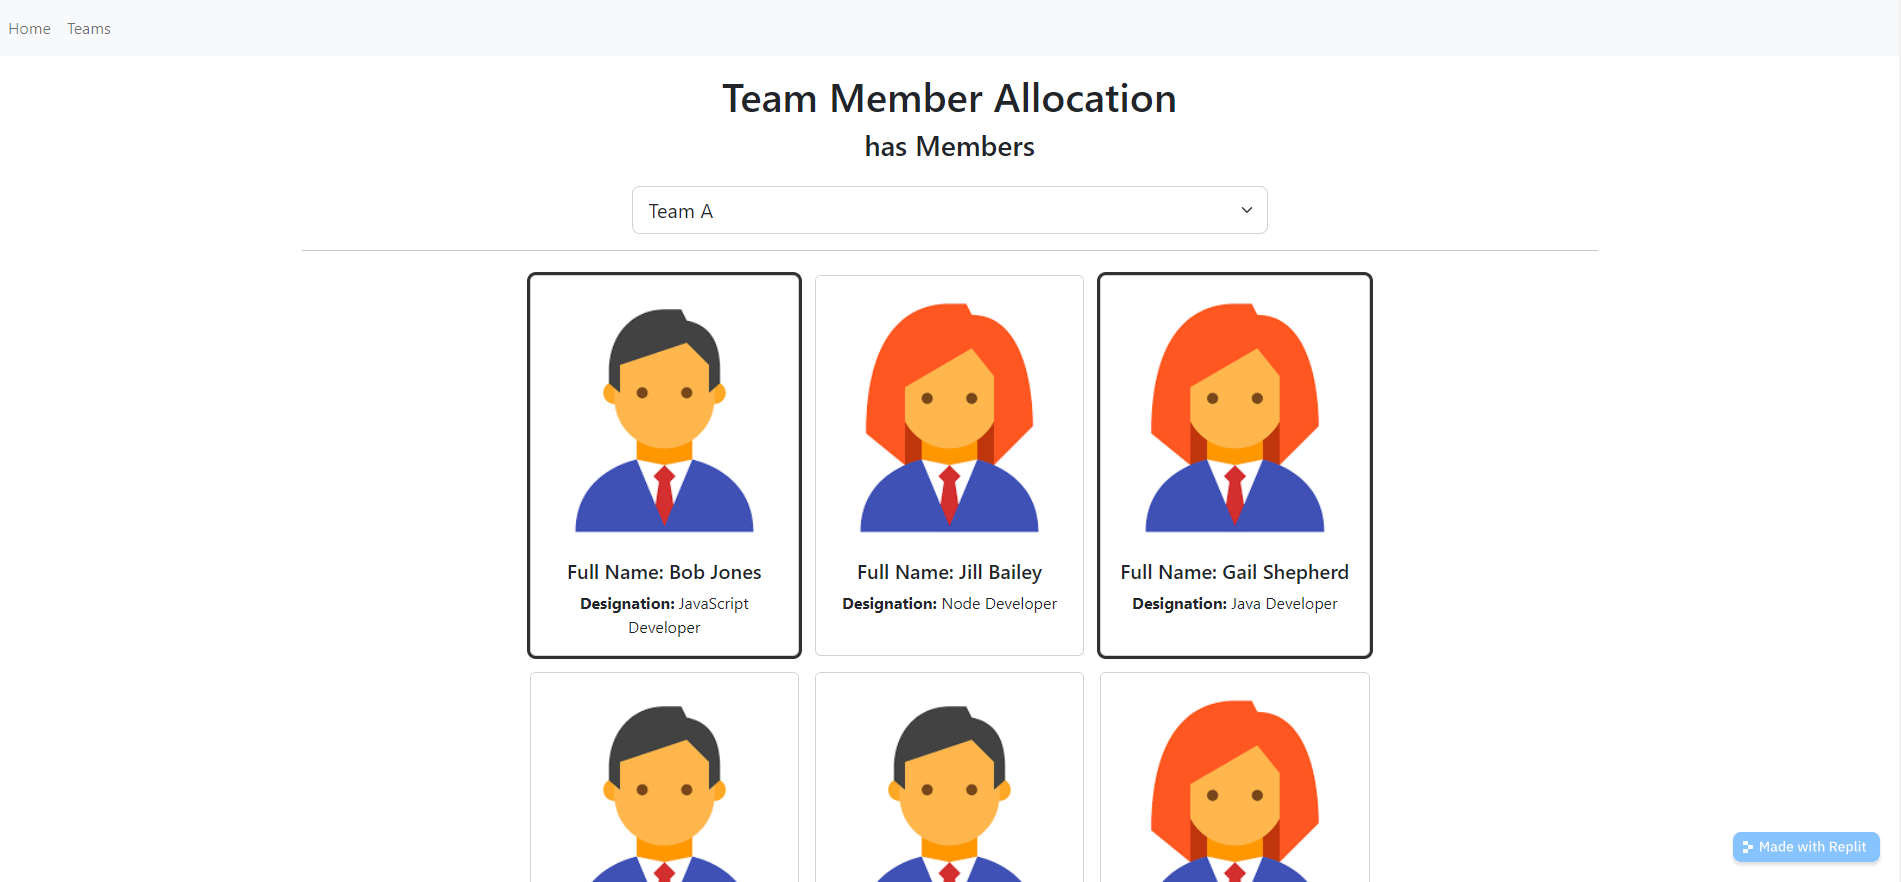 Home Teams
Team Member Allocation
has Members
Team A
Full Name: Bob Jones
Designation: JavaScript
Developer
Full Name: Jill Bailey
Designation: Node Developer
Full Name: Gail Shepherd
Designation: Java Developer
Made with Replit